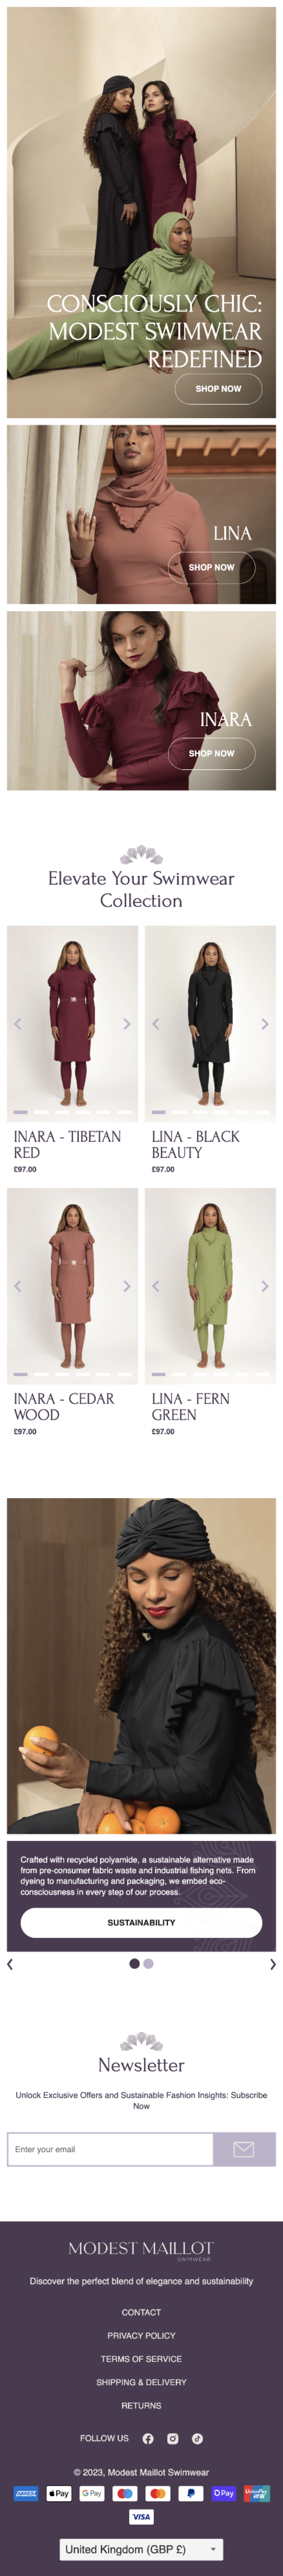 CONSCIOUSLY CHIC:
MODEST SWIMWEAR
REDEFINED
SHOP NOW
LINA
SHOP NOW
INARA
SHOP NOW
Elevate Your Swimwear
Collection
INARA - TIBETAN
RED
£97.00
LINA - BLACK
BEAUTY
£97.00
INARA - CEDAR
WOOD
£97.00
LINA - FERN
GREEN
£97.00
Crafted with recycled polyamide, a sustainable alternative made
from pre-consumer fabric waste and industrial fishing nets. From
dyeing to manufacturing and packaging, we embed eco-
consciousness in every step of our process.
SUSTAINABILITY
Newsletter
Unlock Exclusive Offers and Sustainable Fashion Insights: Subscribe
Now
Enter your email
MODEST MAILLOT
SWIMWEAR
Discover the perfect blend of elegance and sustainability
CONTACT
PRIVACY POLICY
TERMS OF SERVICE
SHIPPING & DELIVERY
RETURNS
FOLLOW US
© 2023, Modest Maillot Swimwear
AMEX Pay G Pay Pay UnionPay
VISA
United Kingdom (GBP £)